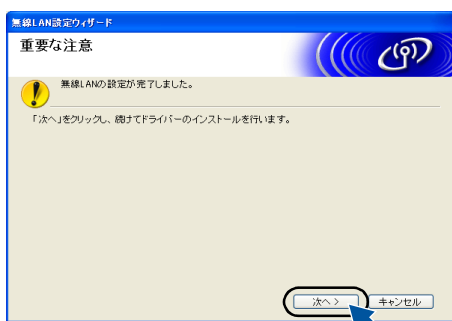 無線LAN設定ウィザード
重要な注意
無線LANの設定が完了しました。
「次へ」をクリックし、続けてドライバーのインストールを行います。
次へ >
キャンセル